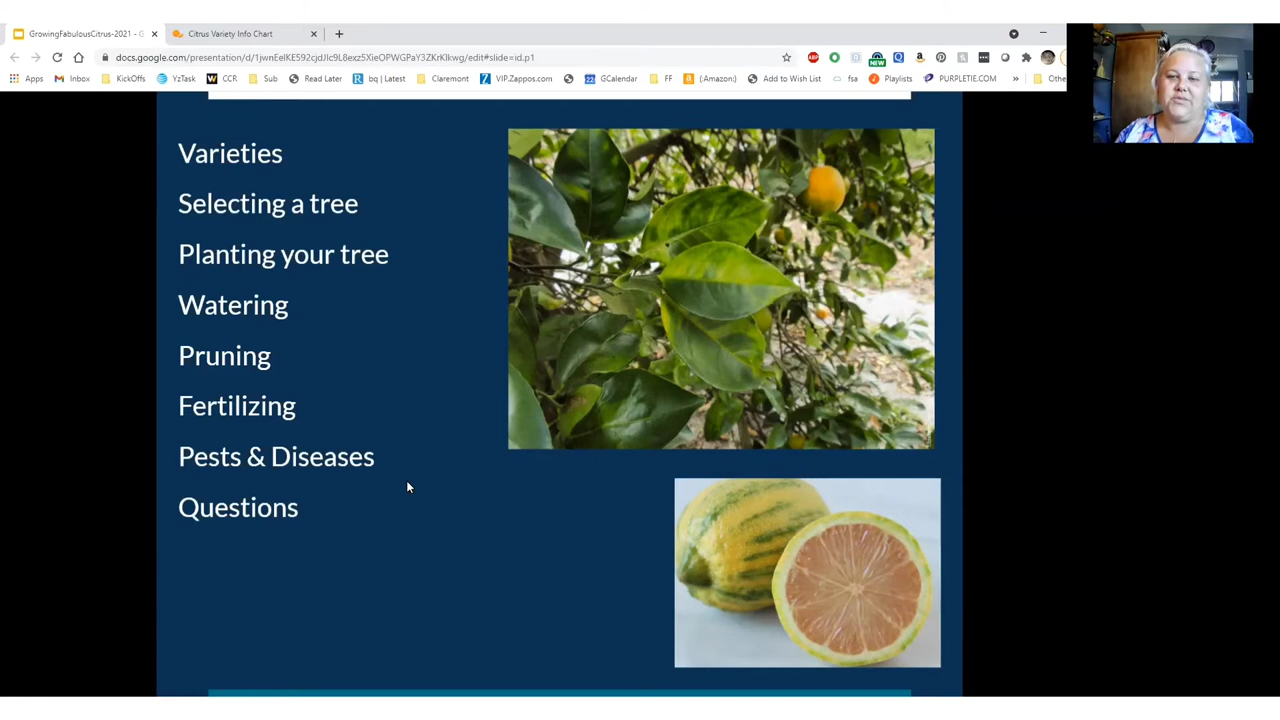 GrowingFabulousCitrus-2021 - G
Citrus Variety Info Chart
docs.google.com/presentation/d/1jwnEelKE592cjdJIc9L8exz5XieOPWGPaY3ZKrKlkwg/edit#slide=id.p1
Apps Inbox KickOffs YzTask CCR Sub Read Later bq | Latest Claremont VIP.Zappos.com GCalendar FF (:Amazon:) Add to Wish List fsa Playlists PURPLETIE.COM » Other
Varieties
Selecting a tree
Planting your tree
Watering
Pruning
Fertilizing
Pests & Diseases
Questions